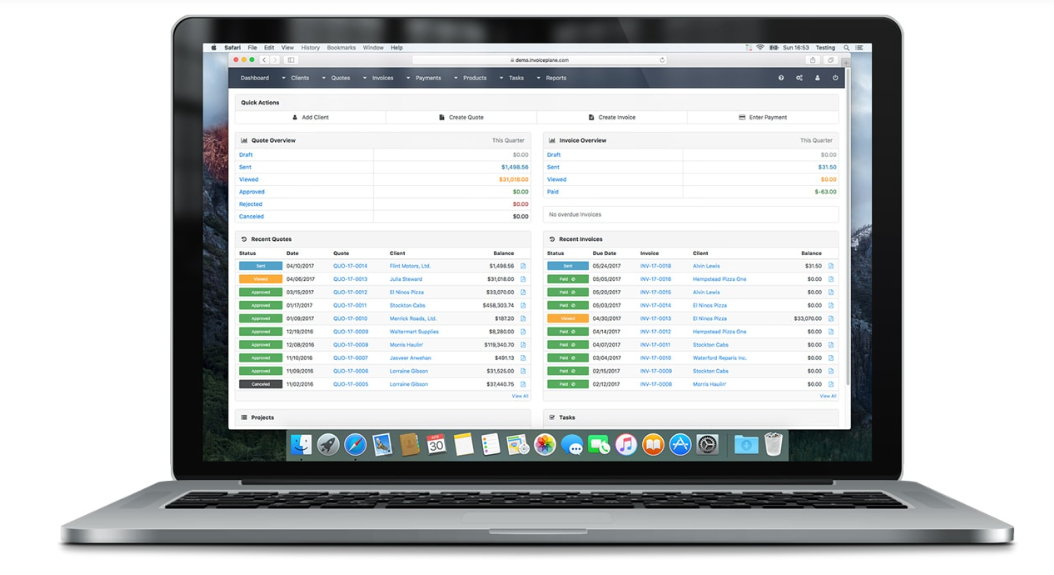 Safari File Edit View History Bookmarks Window Help Sun 16:53 Testing
demo.invoiceplane.com
Dashboard Clients Quotes Invoices Payments Products Tasks Reports
Quick Actions
Add Client Create Quote Create Invoice Enter Payment
Quote Overview This Quarter
Draft $0.00
Sent $1,498.56
Viewed $31,018.00
Approved $0.00
Rejected $0.00
Canceled $0.00
Invoice Overview This Quarter
Draft $0.00
Sent $31.50
Viewed $0.00
Paid $-63.00
No overdue Invoices
Recent Quotes
Status Date Quote Client Balance
Sent 04/10/2017 QUO-17-0014 Flint Motors, Ltd. $1,498.56
Viewed 04/06/2017 QUO-17-0013 Julia Steward $31,018.00
Approved 03/15/2017 QUO-17-0012 El Ninos Pizza $33,070.00
Approved 01/17/2017 QUO-17-0011 Stockton Cabs $458,303.74
Approved 01/09/2017 QUO-17-0010 Merrick Roads, Ltd. $187.20
Approved 12/19/2016 QUO-17-0009 Waltermart Supplies $8,280.00
Approved 12/08/2016 QUO-17-0008 Morris Haulin' $119,340.70
Approved 11/10/2016 QUO-17-0007 Jasveer Anwahan $491.13
Approved 11/09/2016 QUO-17-0006 Lorraine Gibson $31,525.00
Canceled 11/02/2016 QUO-17-0005 Lorraine Gibson $37,440.75
View All
Recent Invoices
Status Due Date Invoice Client Balance
Sent 05/24/2017 INV-17-0018 Alvin Lewis $31.50
Paid 05/05/2017 INV-17-0016 Hempstead Pizza One $0.00
Paid 05/20/2017 INV-17-0015 Alvin Lewis $0.00
Paid 05/03/2017 INV-17-0014 El Ninos Pizza $0.00
Viewed 04/30/2017 INV-17-0013 El Ninos Pizza $33,070.00
Paid 04/14/2017 INV-17-0012 Hempstead Pizza One $0.00
Paid 04/07/2017 INV-17-0011 Stockton Cabs $0.00
Paid 03/04/2017 INV-17-0010 Waterford Repairs Inc. $0.00
Paid 02/15/2017 INV-17-0009 Stockton Cabs $0.00
Paid 02/12/2017 INV-17-0008 Morris Haulin' $0.00
View All
Projects
Tasks
30